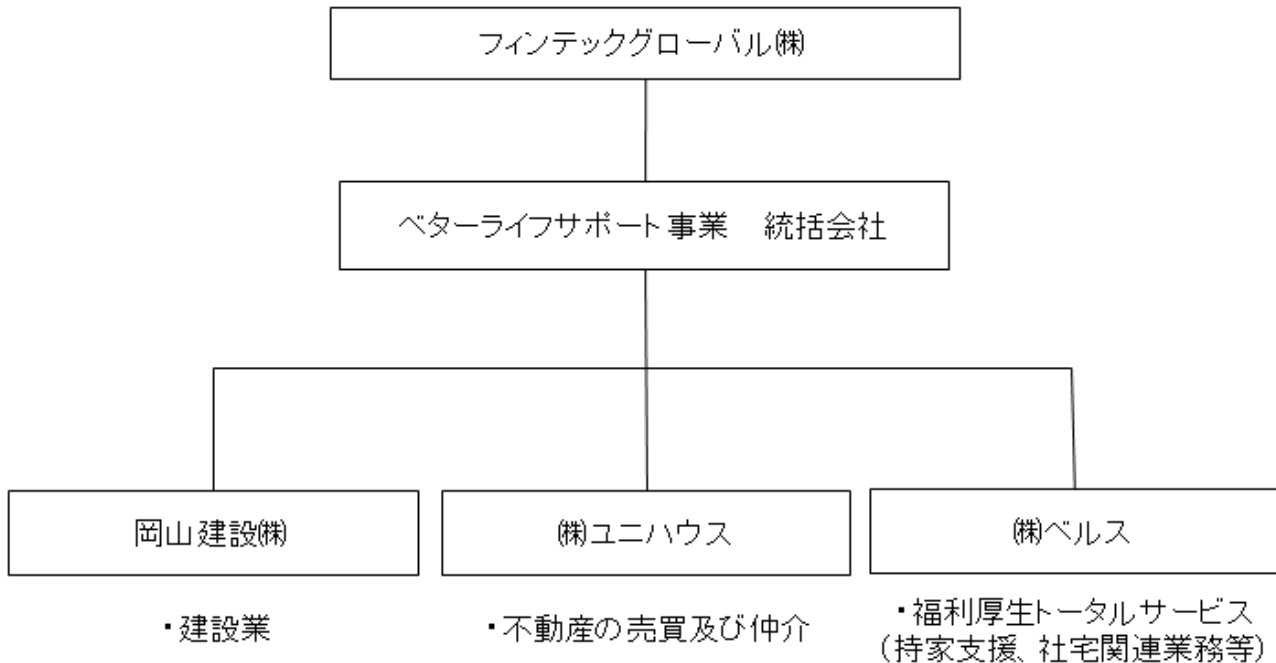 フィンテックグローバル㈱
ベターライフサポート事業　統括会社
岡山建設㈱
㈱ユニハウス
㈱ベルス
・建設業
・不動産の売買及び仲介
・福利厚生トータルサービス
（持家支援、社宅関連業務等）